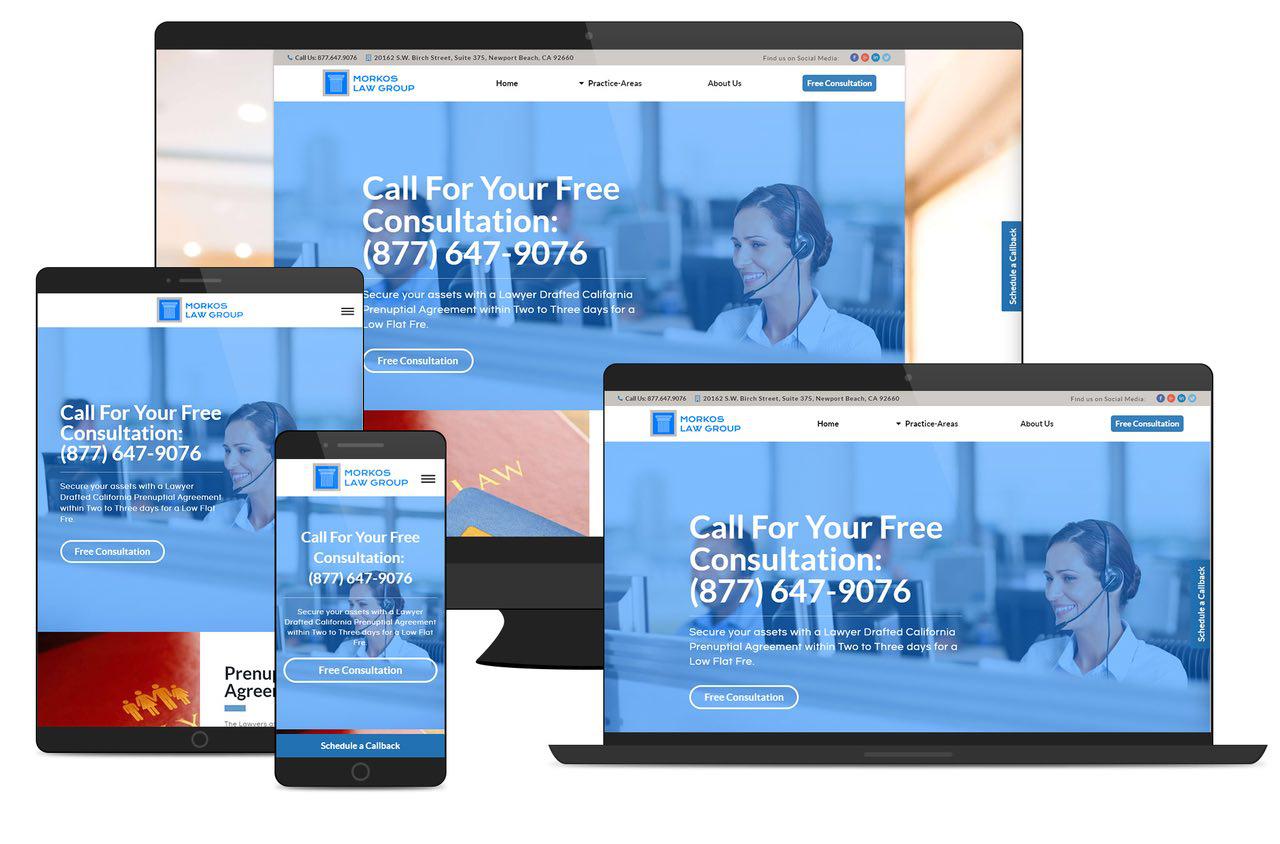 Call Us: 877.647.9076 20162 S.W. Birch Street, Suite 375, Newport Beach, CA 92660 Find us on Social Media:
MORKOS
LAW GROUP
Home Practice-Areas About Us Free Consultation
Call For Your Free
Consultation:
(877) 647-9076
Secure your assets with a Lawyer Drafted California
Prenuptial Agreement within Two to Three days for a
Low Flat Fre.
Free Consultation
Schedule a Callback
LAW
MORKOS
LAW GROUP
Call For Your Free
Consultation:
(877) 647-9076
Secure your assets with a Lawyer
Drafted California Prenuptial Agreement
within Two to Three days for a Low Flat
Fre.
Free Consultation
Prenup
Agreer
The Lawyers at
MORKOS
LAW GROUP
Call For Your Free
Consultation:
(877) 647-9076
Secure your assets with a Lawyer
Drafted California Prenuptial Agreement
within Two to Three days for a Low Flat
Fre.
Free Consultation
Schedule a Callback
Call Us: 877.647.9076 20162 S.W. Birch Street, Suite 375, Newport Beach, CA 92660 Find us on Social Media:
MORKOS
LAW GROUP
Home Practice-Areas About Us Free Consultation
Call For Your Free
Consultation:
(877) 647-9076
Secure your assets with a Lawyer Drafted California
Prenuptial Agreement within Two to Three days for a
Low Flat Fre.
Free Consultation
Schedule a Callback